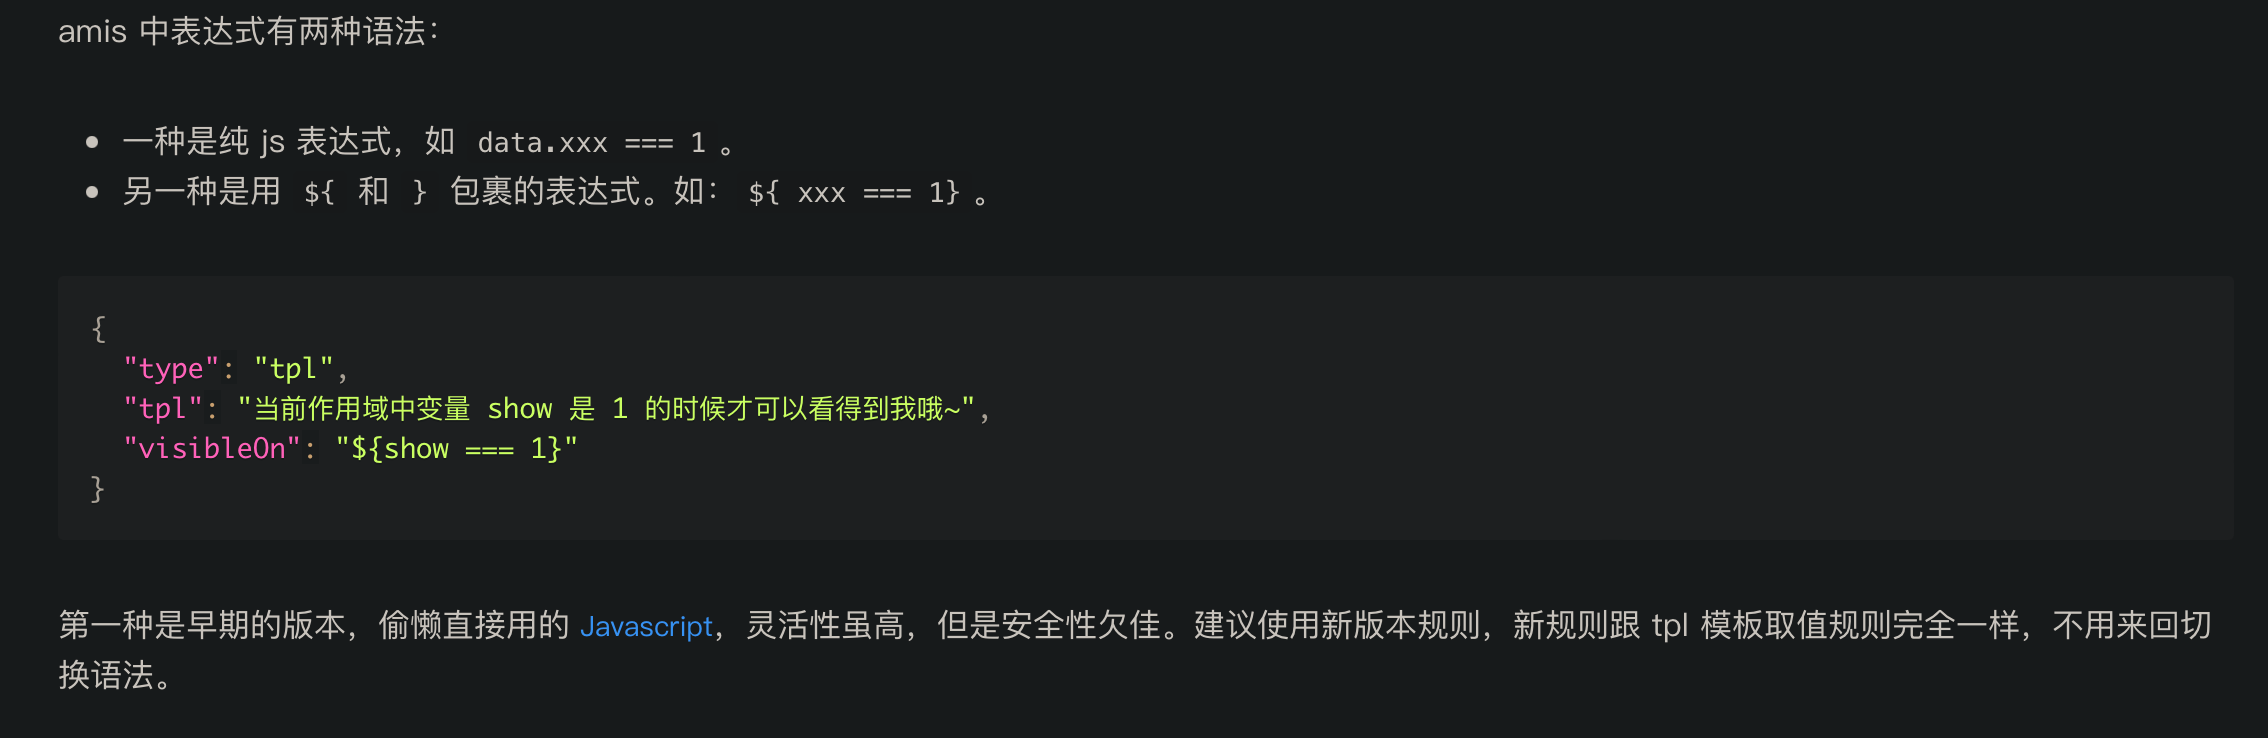 amis 中表达式有两种语法：
• 一种是纯 js 表达式，如 data.xxx === 1 。
• 另一种是用 ${ 和 } 包裹的表达式。如： ${ xxx === 1} 。
{
  "type": "tpl",
  "tpl": "当前作用域中变量 show 是 1 的时候才可以看得到我哦~",
  "visibleOn": "${show === 1}"
}
第一种是早期的版本，偷懒直接用的 Javascript，灵活性虽高，但是安全性欠佳。建议使用新版本规则，新规则跟 tpl 模板取值规则完全一样，不用来回切
换语法。